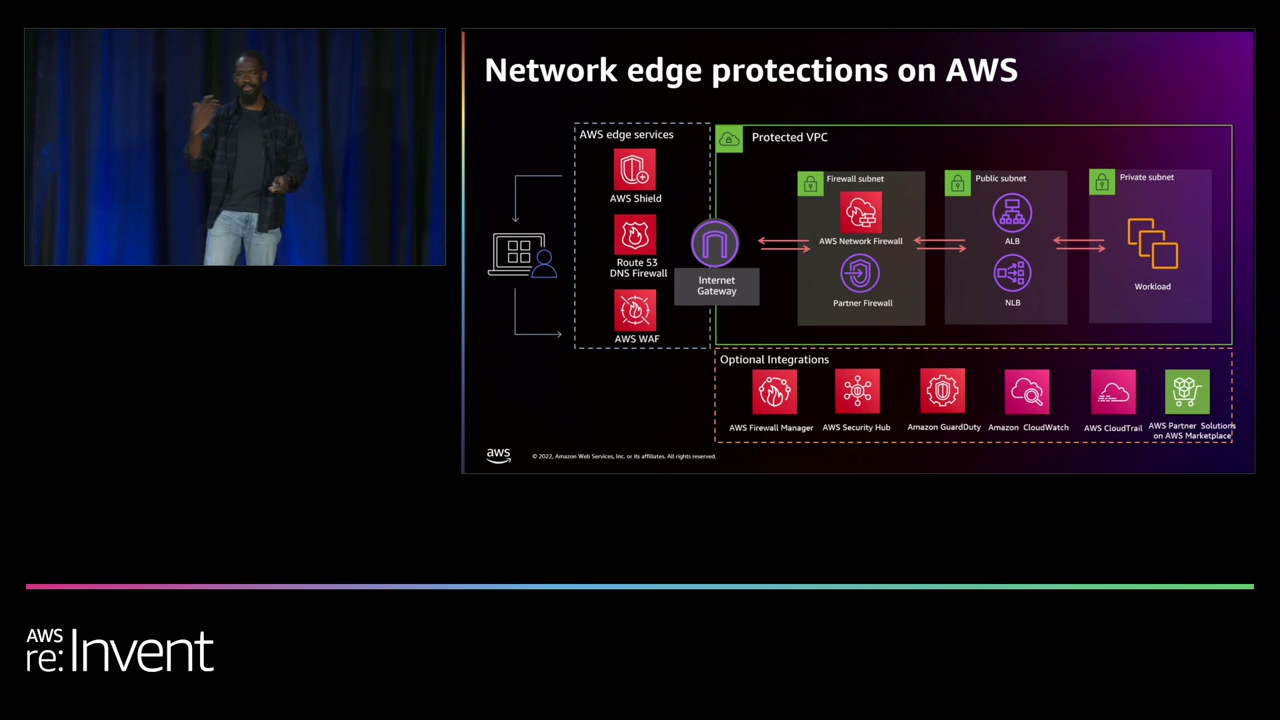 Network edge protections on AWS
AWS edge services
AWS Shield
Route 53
DNS Firewall
AWS WAF
Internet
Gateway
Protected VPC
Firewall subnet
AWS Network Firewall
Partner Firewall
Public subnet
ALB
NLB
Private subnet
Workload
Optional Integrations
AWS Firewall Manager
AWS Security Hub
Amazon GuardDuty
Amazon CloudWatch
AWS CloudTrail
AWS Partner Solutions
on AWS Marketplace
aws
© 2022, Amazon Web Services, Inc. or its affiliates. All rights reserved.
AWS
re:Invent